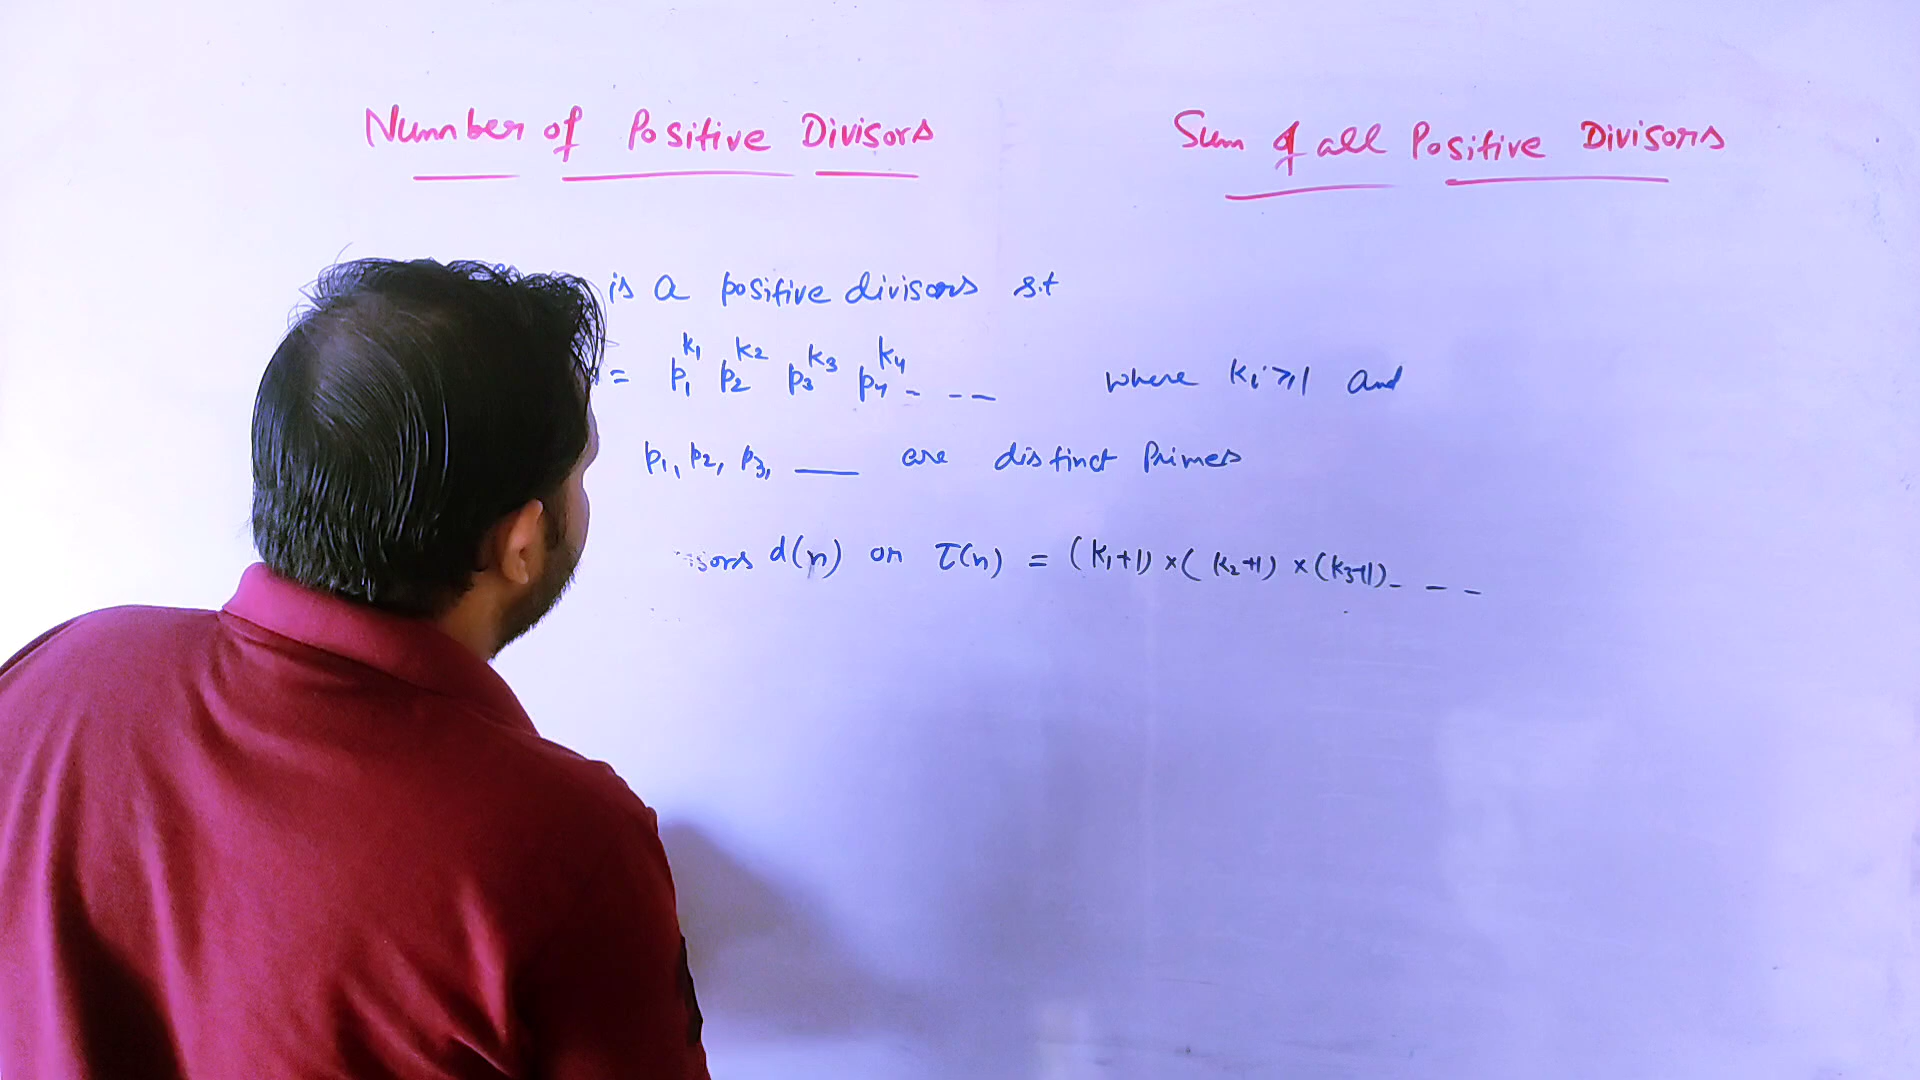 Number of Positive Divisors
Sum of all Positive Divisors
is a positive divisors s.t
= p₁^k₁ p₂^k₂ p₃^k₃ p₄^k₄ - - - where kᵢ ≥ 1 and
p₁, p₂, p₃, — are distinct Primes
d(n) or τ(n) = (k₁+1) × (k₂+1) × (k₃+1) - - -